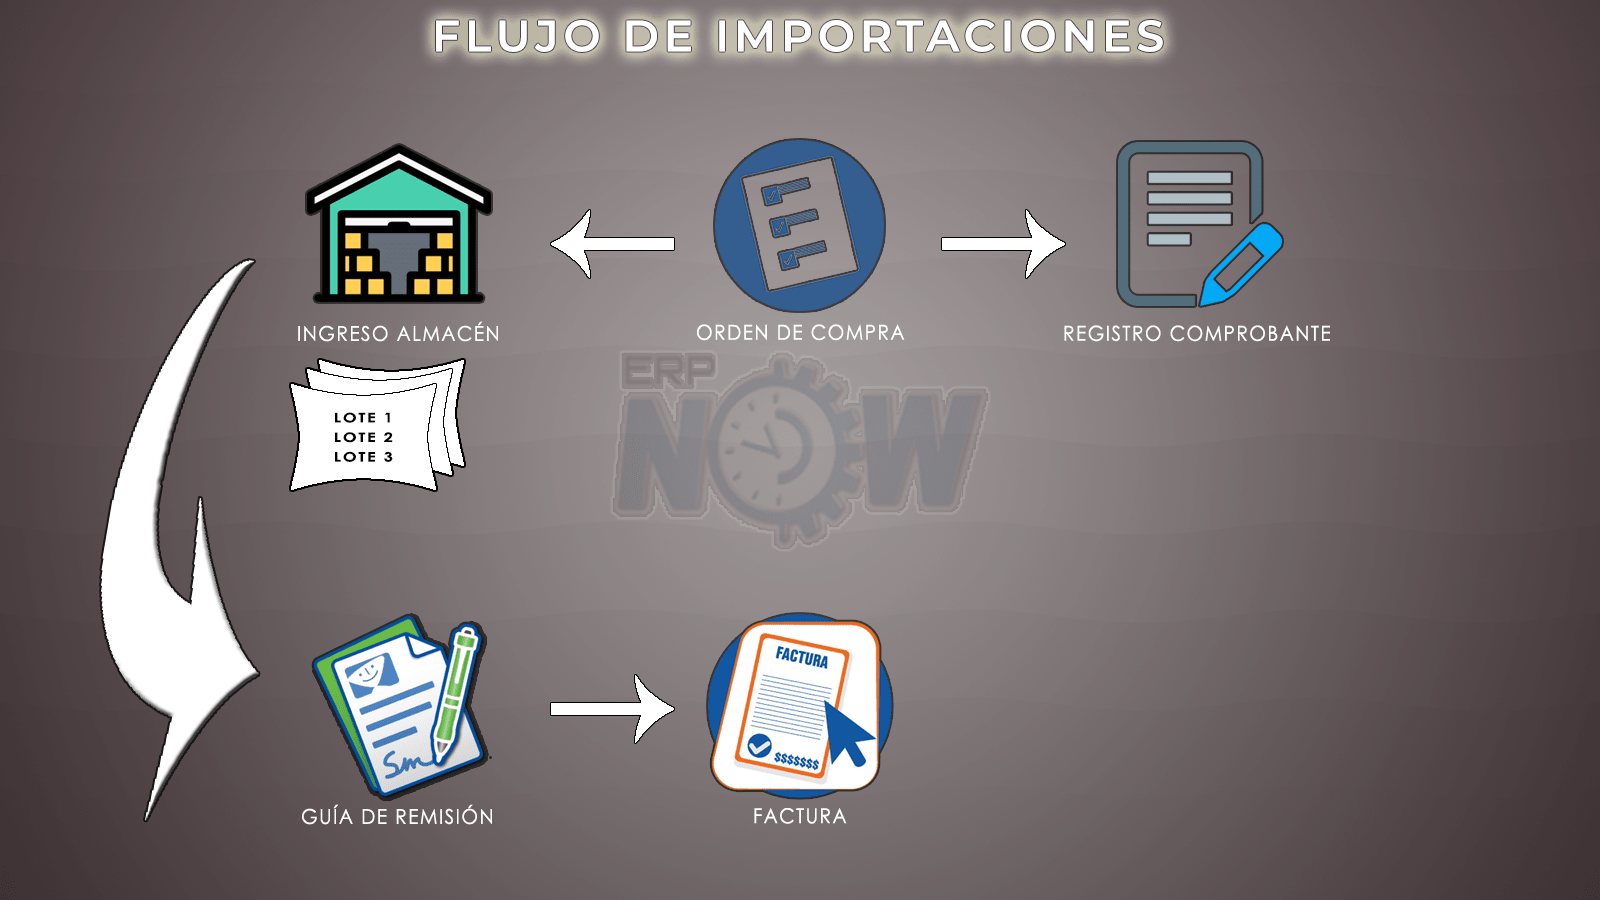 FLUJO DE IMPORTACIONES
INGRESO ALMACÉN
ORDEN DE COMPRA
REGISTRO COMPROBANTE
LOTE 1
LOTE 2
LOTE 3
ERP
NOW
FACTURA
$$$$$$$
Sm
GUÍA DE REMISIÓN
FACTURA